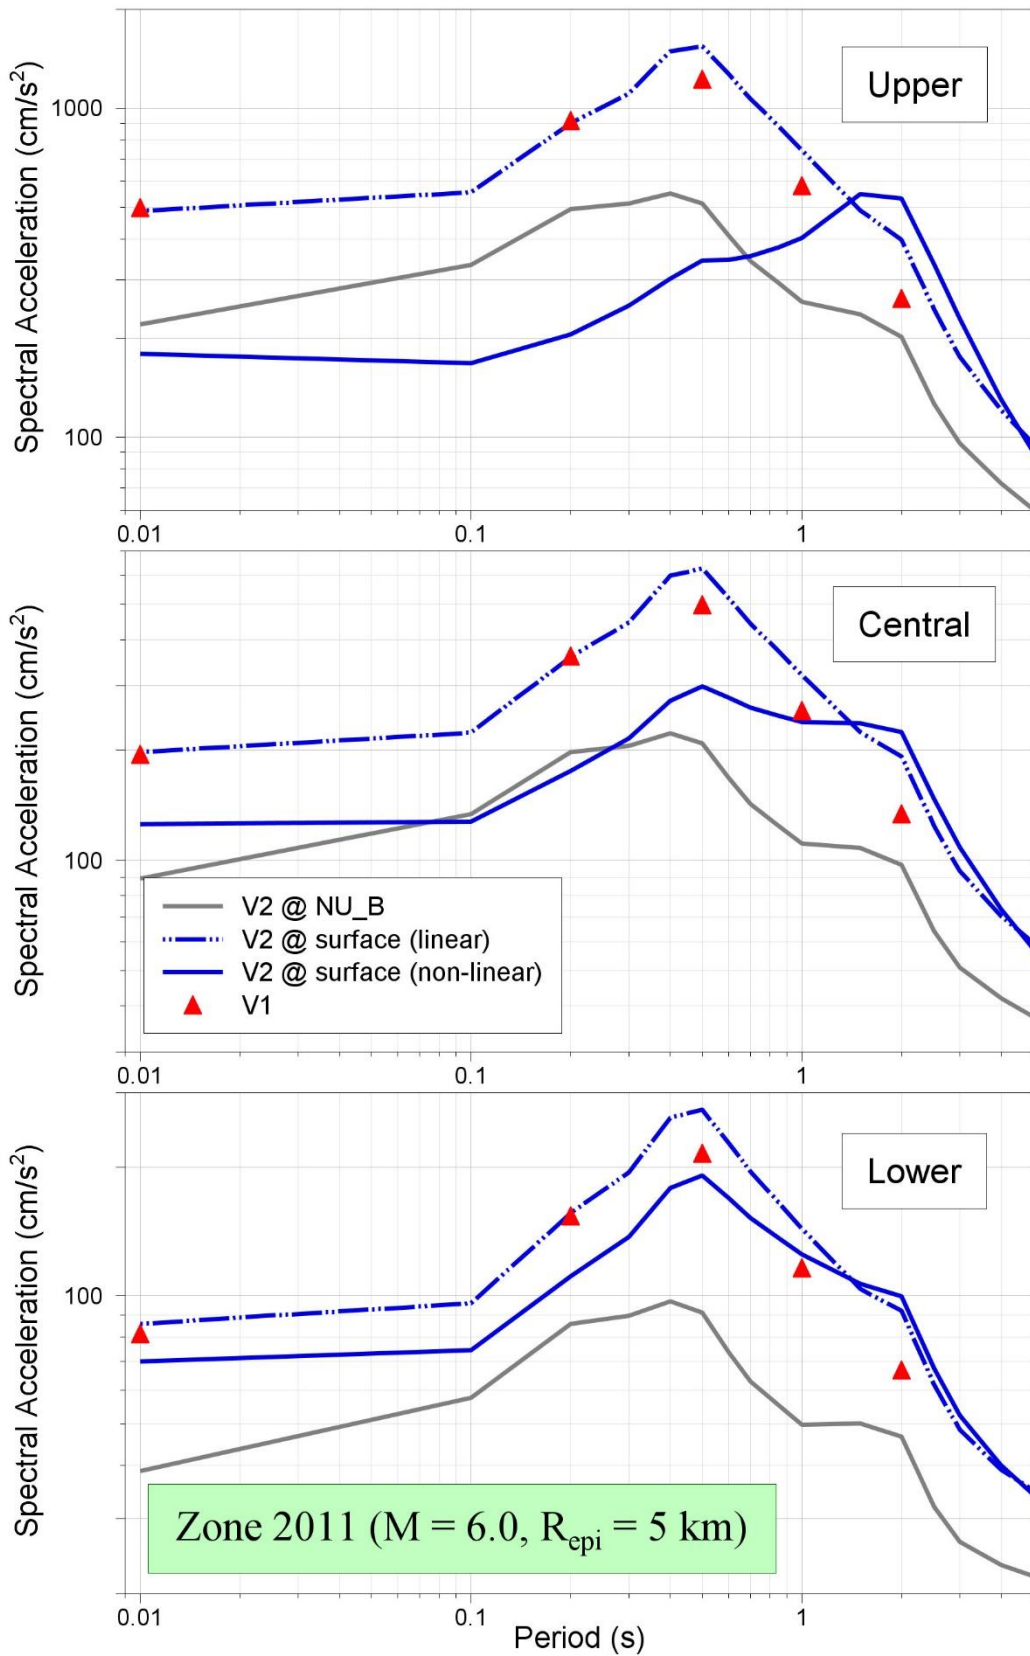 Spectral Acceleration (cm/s²)
1000
100
Upper
0.01 0.1 1
Spectral Acceleration (cm/s²)
100
Central
V2 @ NU_B
V2 @ surface (linear)
V2 @ surface (non-linear)
V1
0.01 0.1 1
Spectral Acceleration (cm/s²)
100
Lower
Zone 2011 (M = 6.0, Repi = 5 km)
0.01 0.1 1
Period (s)